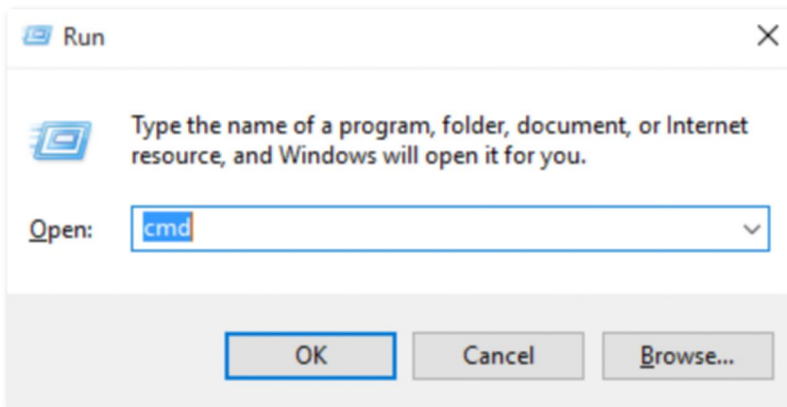 Run
Type the name of a program, folder, document, or Internet
resource, and Windows will open it for you.
Open: cmd
OK Cancel Browse...